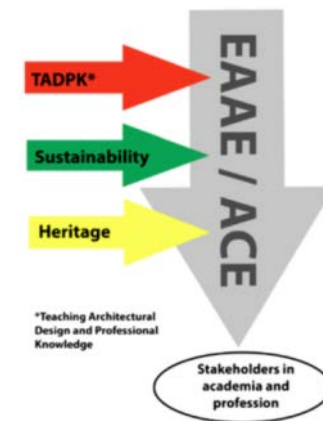 EAAE / ACE
TADPK*
Sustainability
Heritage
*Teaching Architectural
Design and Professional
Knowledge
Stakeholders in
academia and
profession